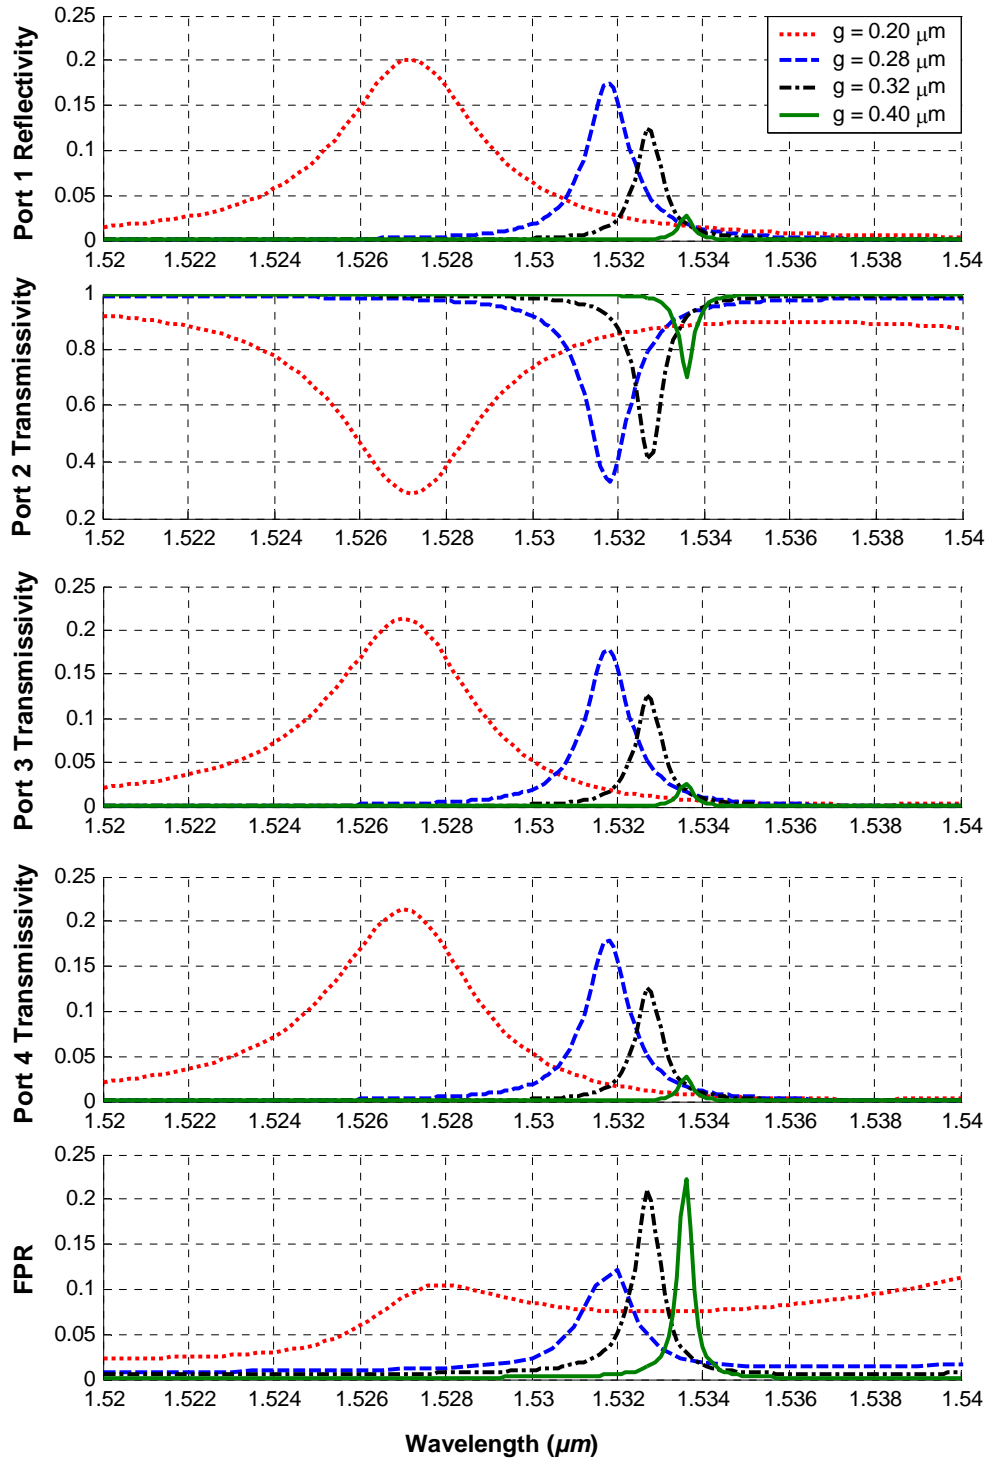 Port 1 Reflectivity
0.25
0.2
0.15
0.1
0.05
0
g = 0.20 μm
g = 0.28 μm
g = 0.32 μm
g = 0.40 μm
1.52 1.522 1.524 1.526 1.528 1.53 1.532 1.534 1.536 1.538 1.54
Port 2 Transmissivity
1
0.8
0.6
0.4
0.2
1.52 1.522 1.524 1.526 1.528 1.53 1.532 1.534 1.536 1.538 1.54
Port 3 Transmissivity
0.25
0.2
0.15
0.1
0.05
0
1.52 1.522 1.524 1.526 1.528 1.53 1.532 1.534 1.536 1.538 1.54
Port 4 Transmissivity
0.25
0.2
0.15
0.1
0.05
0
1.52 1.522 1.524 1.526 1.528 1.53 1.532 1.534 1.536 1.538 1.54
FPR
0.25
0.2
0.15
0.1
0.05
0
1.52 1.522 1.524 1.526 1.528 1.53 1.532 1.534 1.536 1.538 1.54
Wavelength (μm)